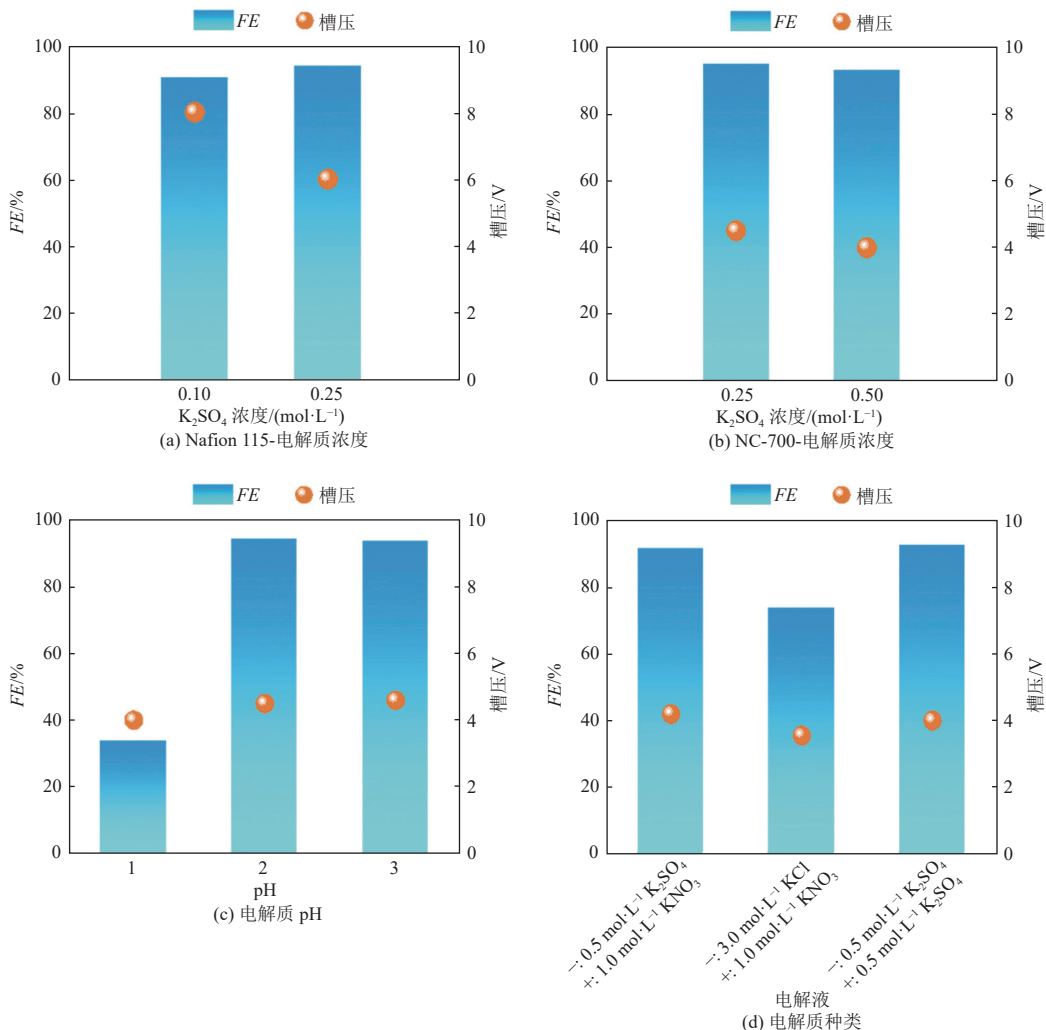 FE 槽压
100
80
60
40
20
0
FE/%
10
8
6
4
2
0
槽压/V
0.10 0.25
K₂SO₄ 浓度/(mol·L⁻¹)
(a) Nafion 115-电解质浓度
FE 槽压
100
80
60
40
20
0
FE/%
10
8
6
4
2
0
槽压/V
0.25 0.50
K₂SO₄ 浓度/(mol·L⁻¹)
(b) NC-700-电解质浓度
FE 槽压
100
80
60
40
20
0
FE/%
10
8
6
4
2
0
槽压/V
1 2 3
pH
(c) 电解质 pH
FE 槽压
100
80
60
40
20
0
FE/%
10
8
6
4
2
0
槽压/V
−: 0.5 mol·L⁻¹ K₂SO₄
+: 1.0 mol·L⁻¹ KNO₃
−: 3.0 mol·L⁻¹ KCl
+: 1.0 mol·L⁻¹ KNO₃
−: 0.5 mol·L⁻¹ K₂SO₄
+: 0.5 mol·L⁻¹ K₂SO₄
电解液
(d) 电解质种类